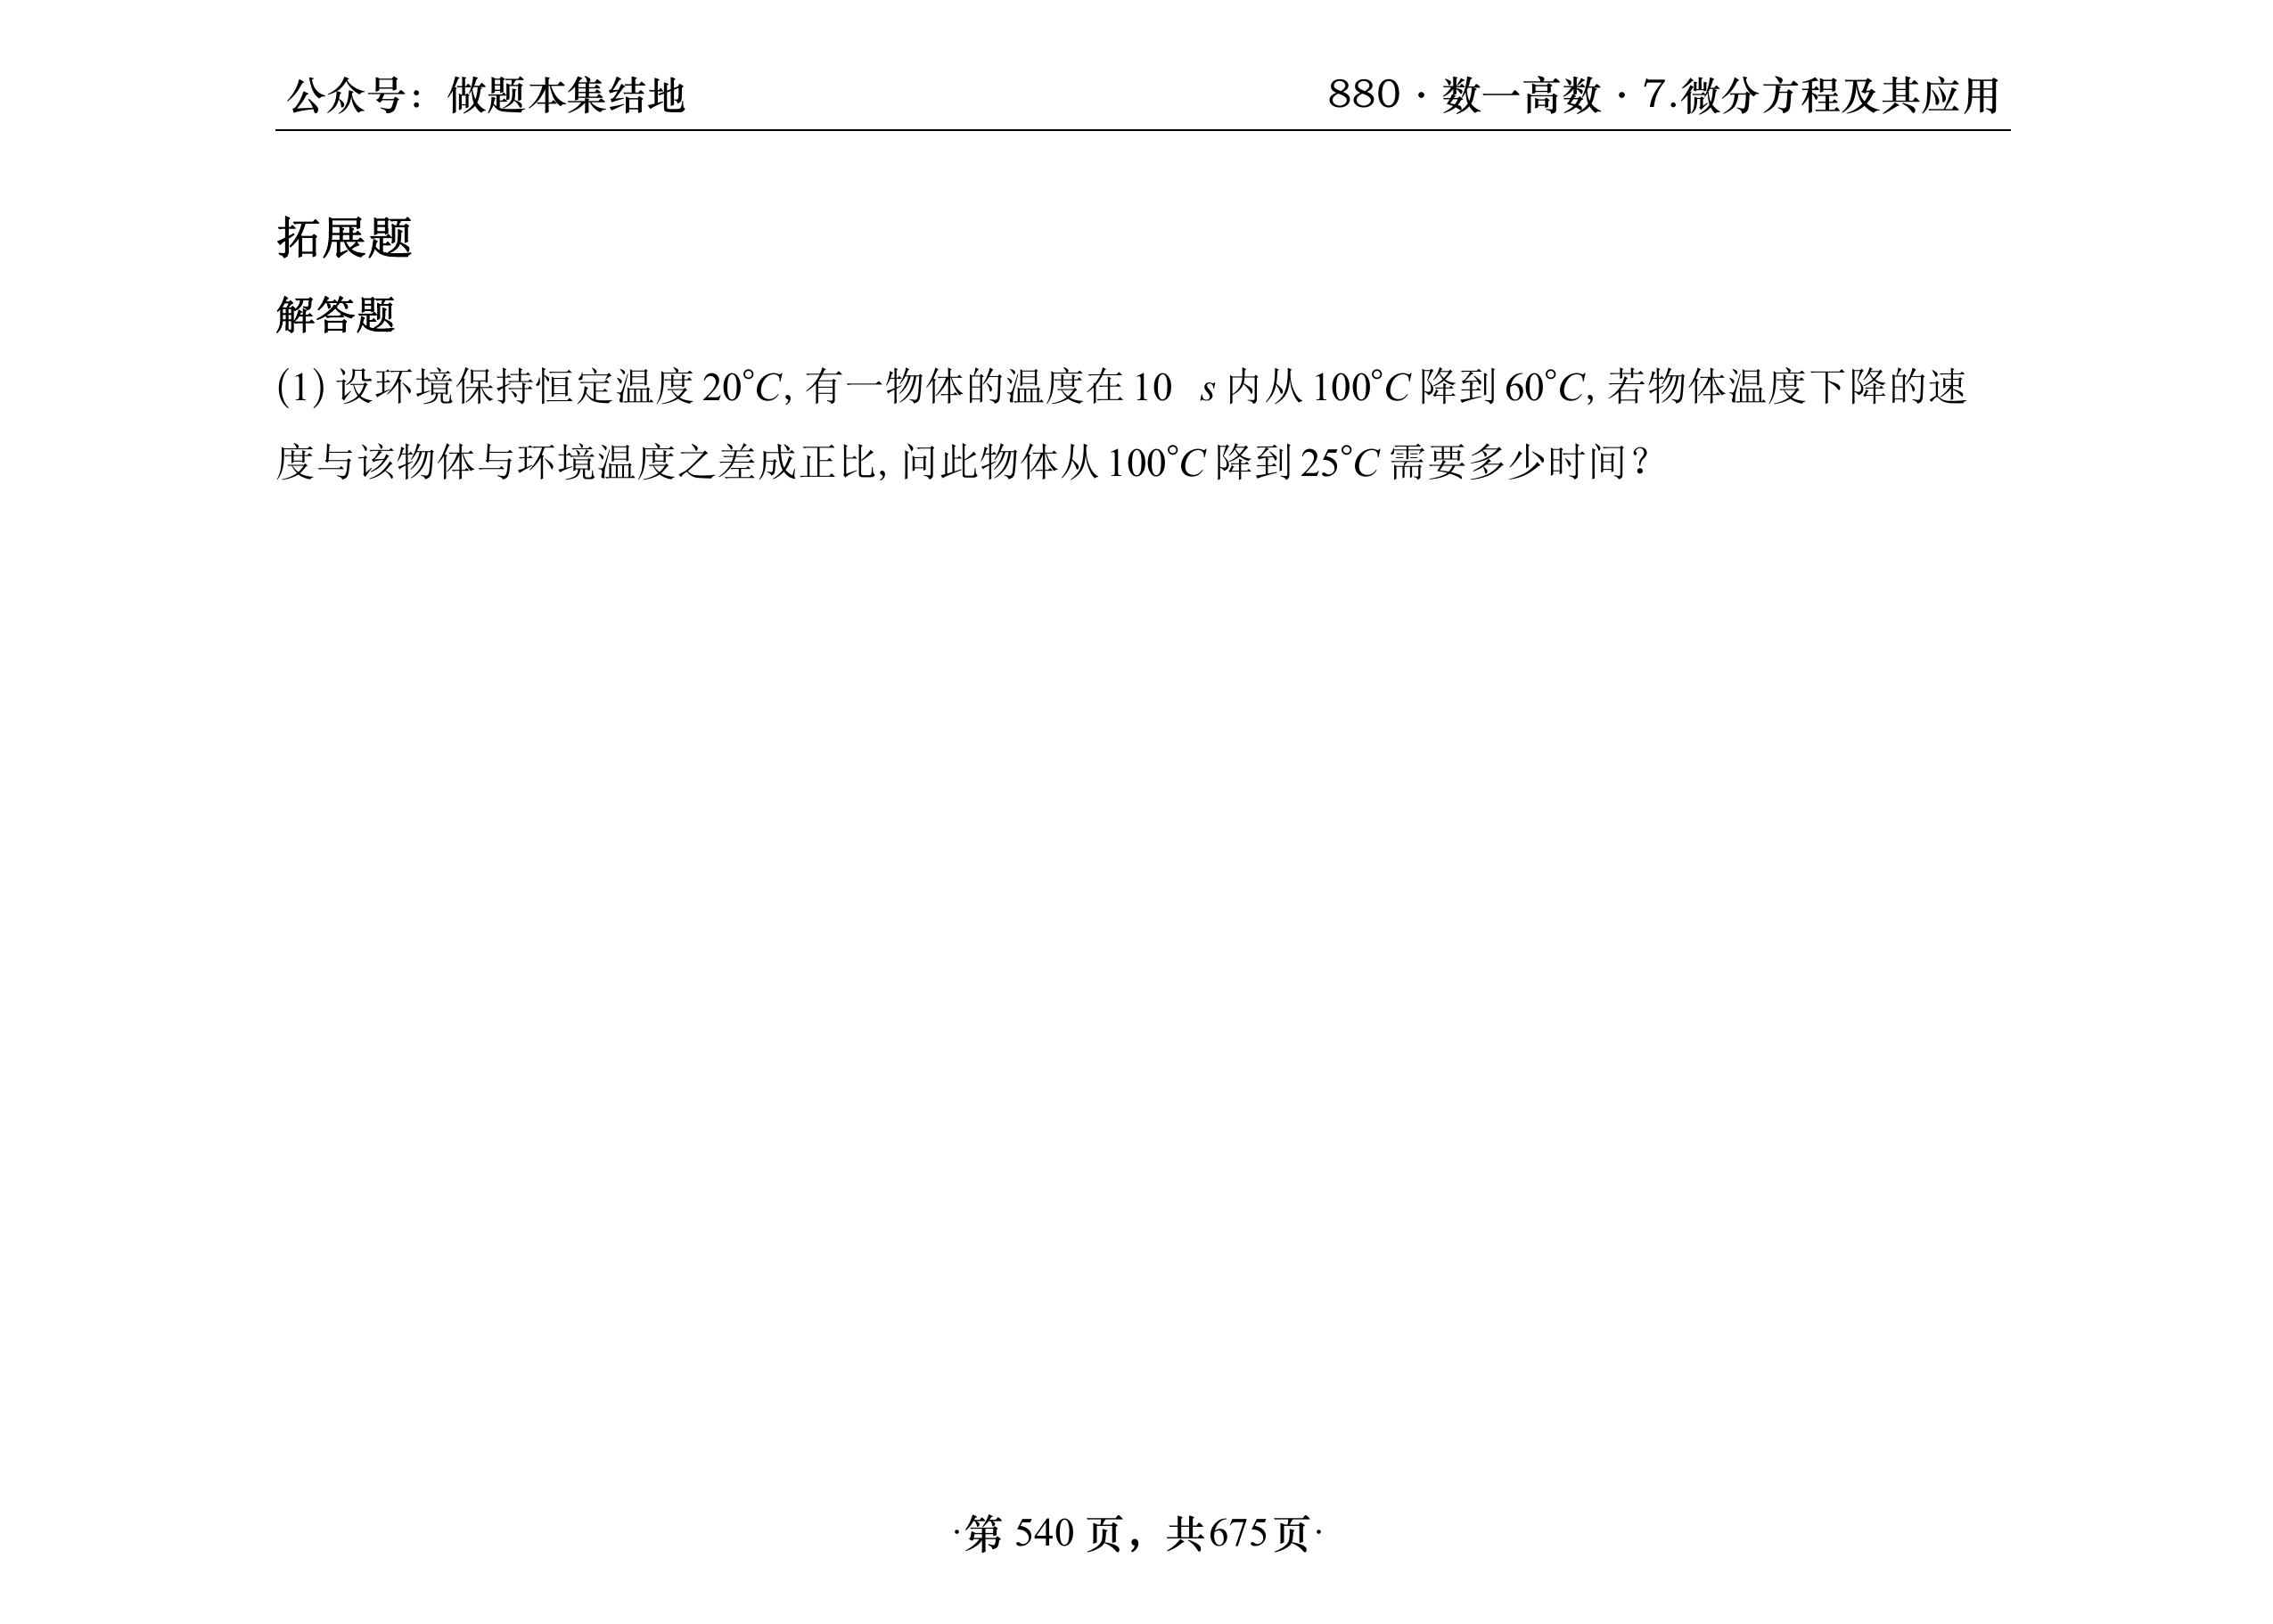 公众号：做题本集结地
880 · 数一高数 · 7.微分方程及其应用
拓展题
解答题
(1) 设环境保持恒定温度 20°C, 有一物体的温度在 10 s 内从 100°C 降到 60°C, 若物体温度下降的速
度与该物体与环境温度之差成正比, 问此物体从 100°C 降到 25°C 需要多少时间?
·第 540 页，共675页·